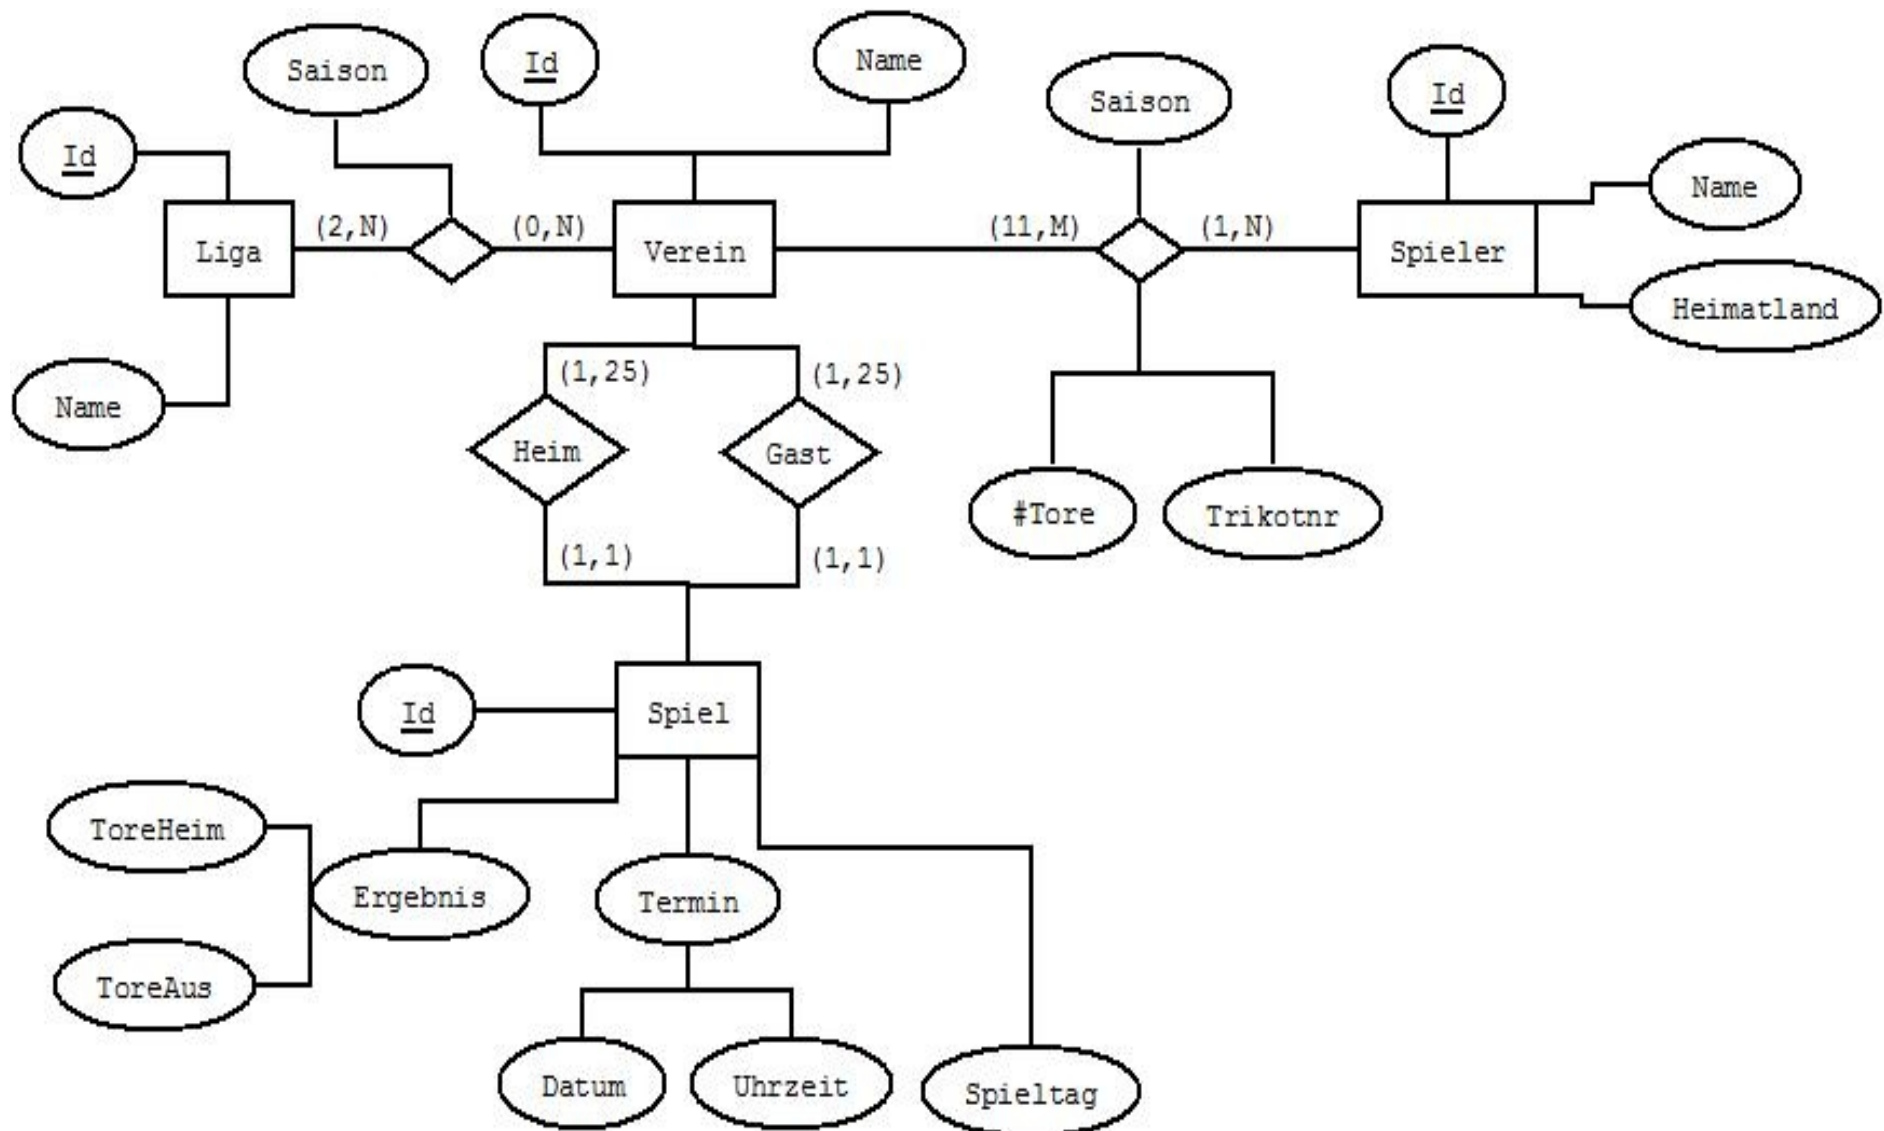 Saison
Id
Name
Saison
Id
Id
Name
Liga
(2,N)
(0,N)
Verein
(11,M)
(1,N)
Spieler
Heimatland
Name
(1,25)
(1,25)
Heim
Gast
#Tore
Trikotnr
(1,1)
(1,1)
Id
Spiel
ToreHeim
Ergebnis
Termin
ToreAus
Datum
Uhrzeit
Spieltag